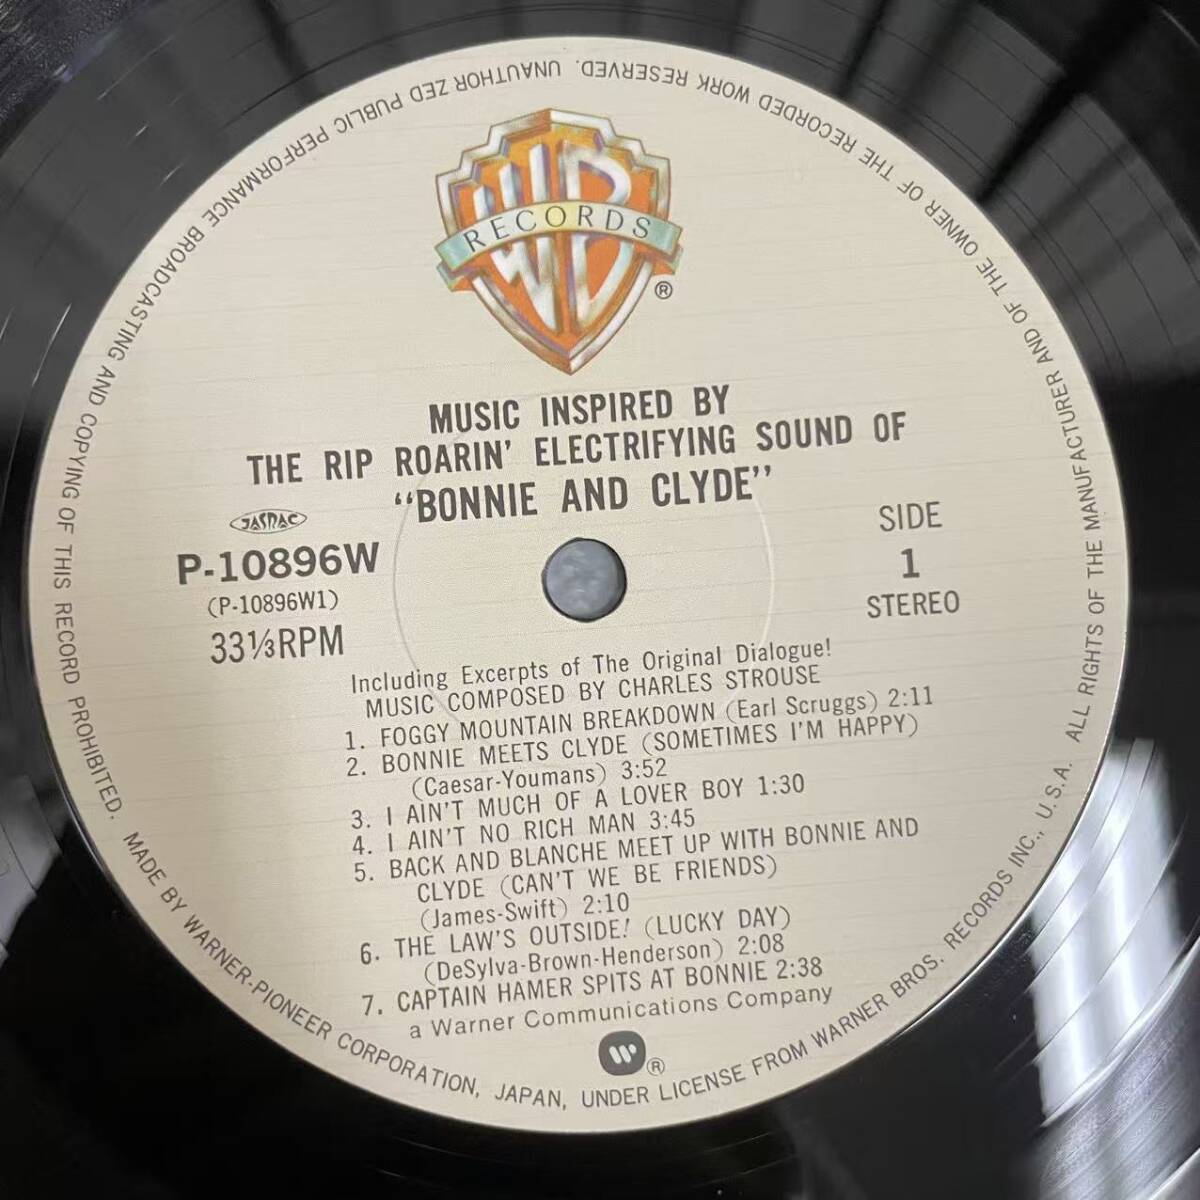 WB
RECORDS
®
MUSIC INSPIRED BY
THE RIP ROARIN' ELECTRIFYING SOUND OF
“BONNIE AND CLYDE”
JASRAC
P-10896W
(P-10896W1)
33⅓RPM
SIDE
1
STEREO
Including Excerpts of The Original Dialogue!
MUSIC COMPOSED BY CHARLES STROUSE
1. FOGGY MOUNTAIN BREAKDOWN (Earl Scruggs) 2:11
2. BONNIE MEETS CLYDE (SOMETIMES I'M HAPPY)
(Caesar-Youmans) 3:52
3. I AIN'T MUCH OF A LOVER BOY 1:30
4. I AIN'T NO RICH MAN 3:45
5. BACK AND BLANCHE MEET UP WITH BONNIE AND
CLYDE (CAN'T WE BE FRIENDS)
(James-Swift) 2:10
6. THE LAW'S OUTSIDE! (LUCKY DAY)
(DeSylva-Brown-Henderson) 2:08
7. CAPTAIN HAMER SPITS AT BONNIE 2:38
a Warner Communications Company
®
MADE BY WARNER-PIONEER CORPORATION, JAPAN, UNDER LICENSE FROM WARNER BROS. RECORDS INC., U.S.A. ALL RIGHTS OF THE MANUFACTURER AND OF THE OWNER OF THE RECORDED WORK RESERVED. UNAUTHOR ZED PUBLIC PERFORMANCE BROADCASTING AND COPYING OF THIS RECORD PROHIBITED.